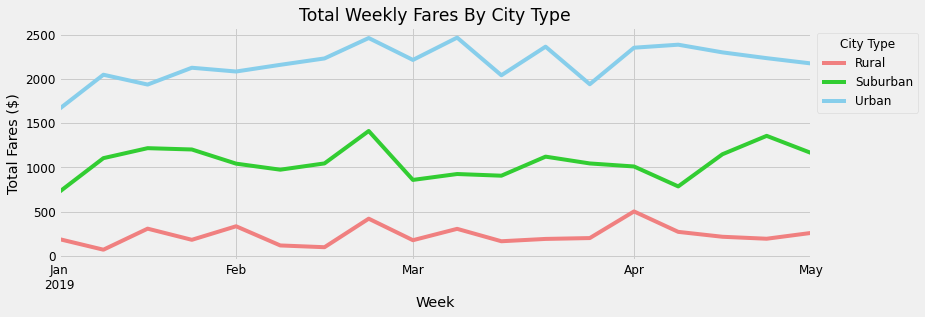 Total Weekly Fares By City Type
Total Fares ($)
2500
2000
1500
1000
500
0
Jan
2019
Feb
Mar
Apr
May
Week
City Type
Rural
Suburban
Urban